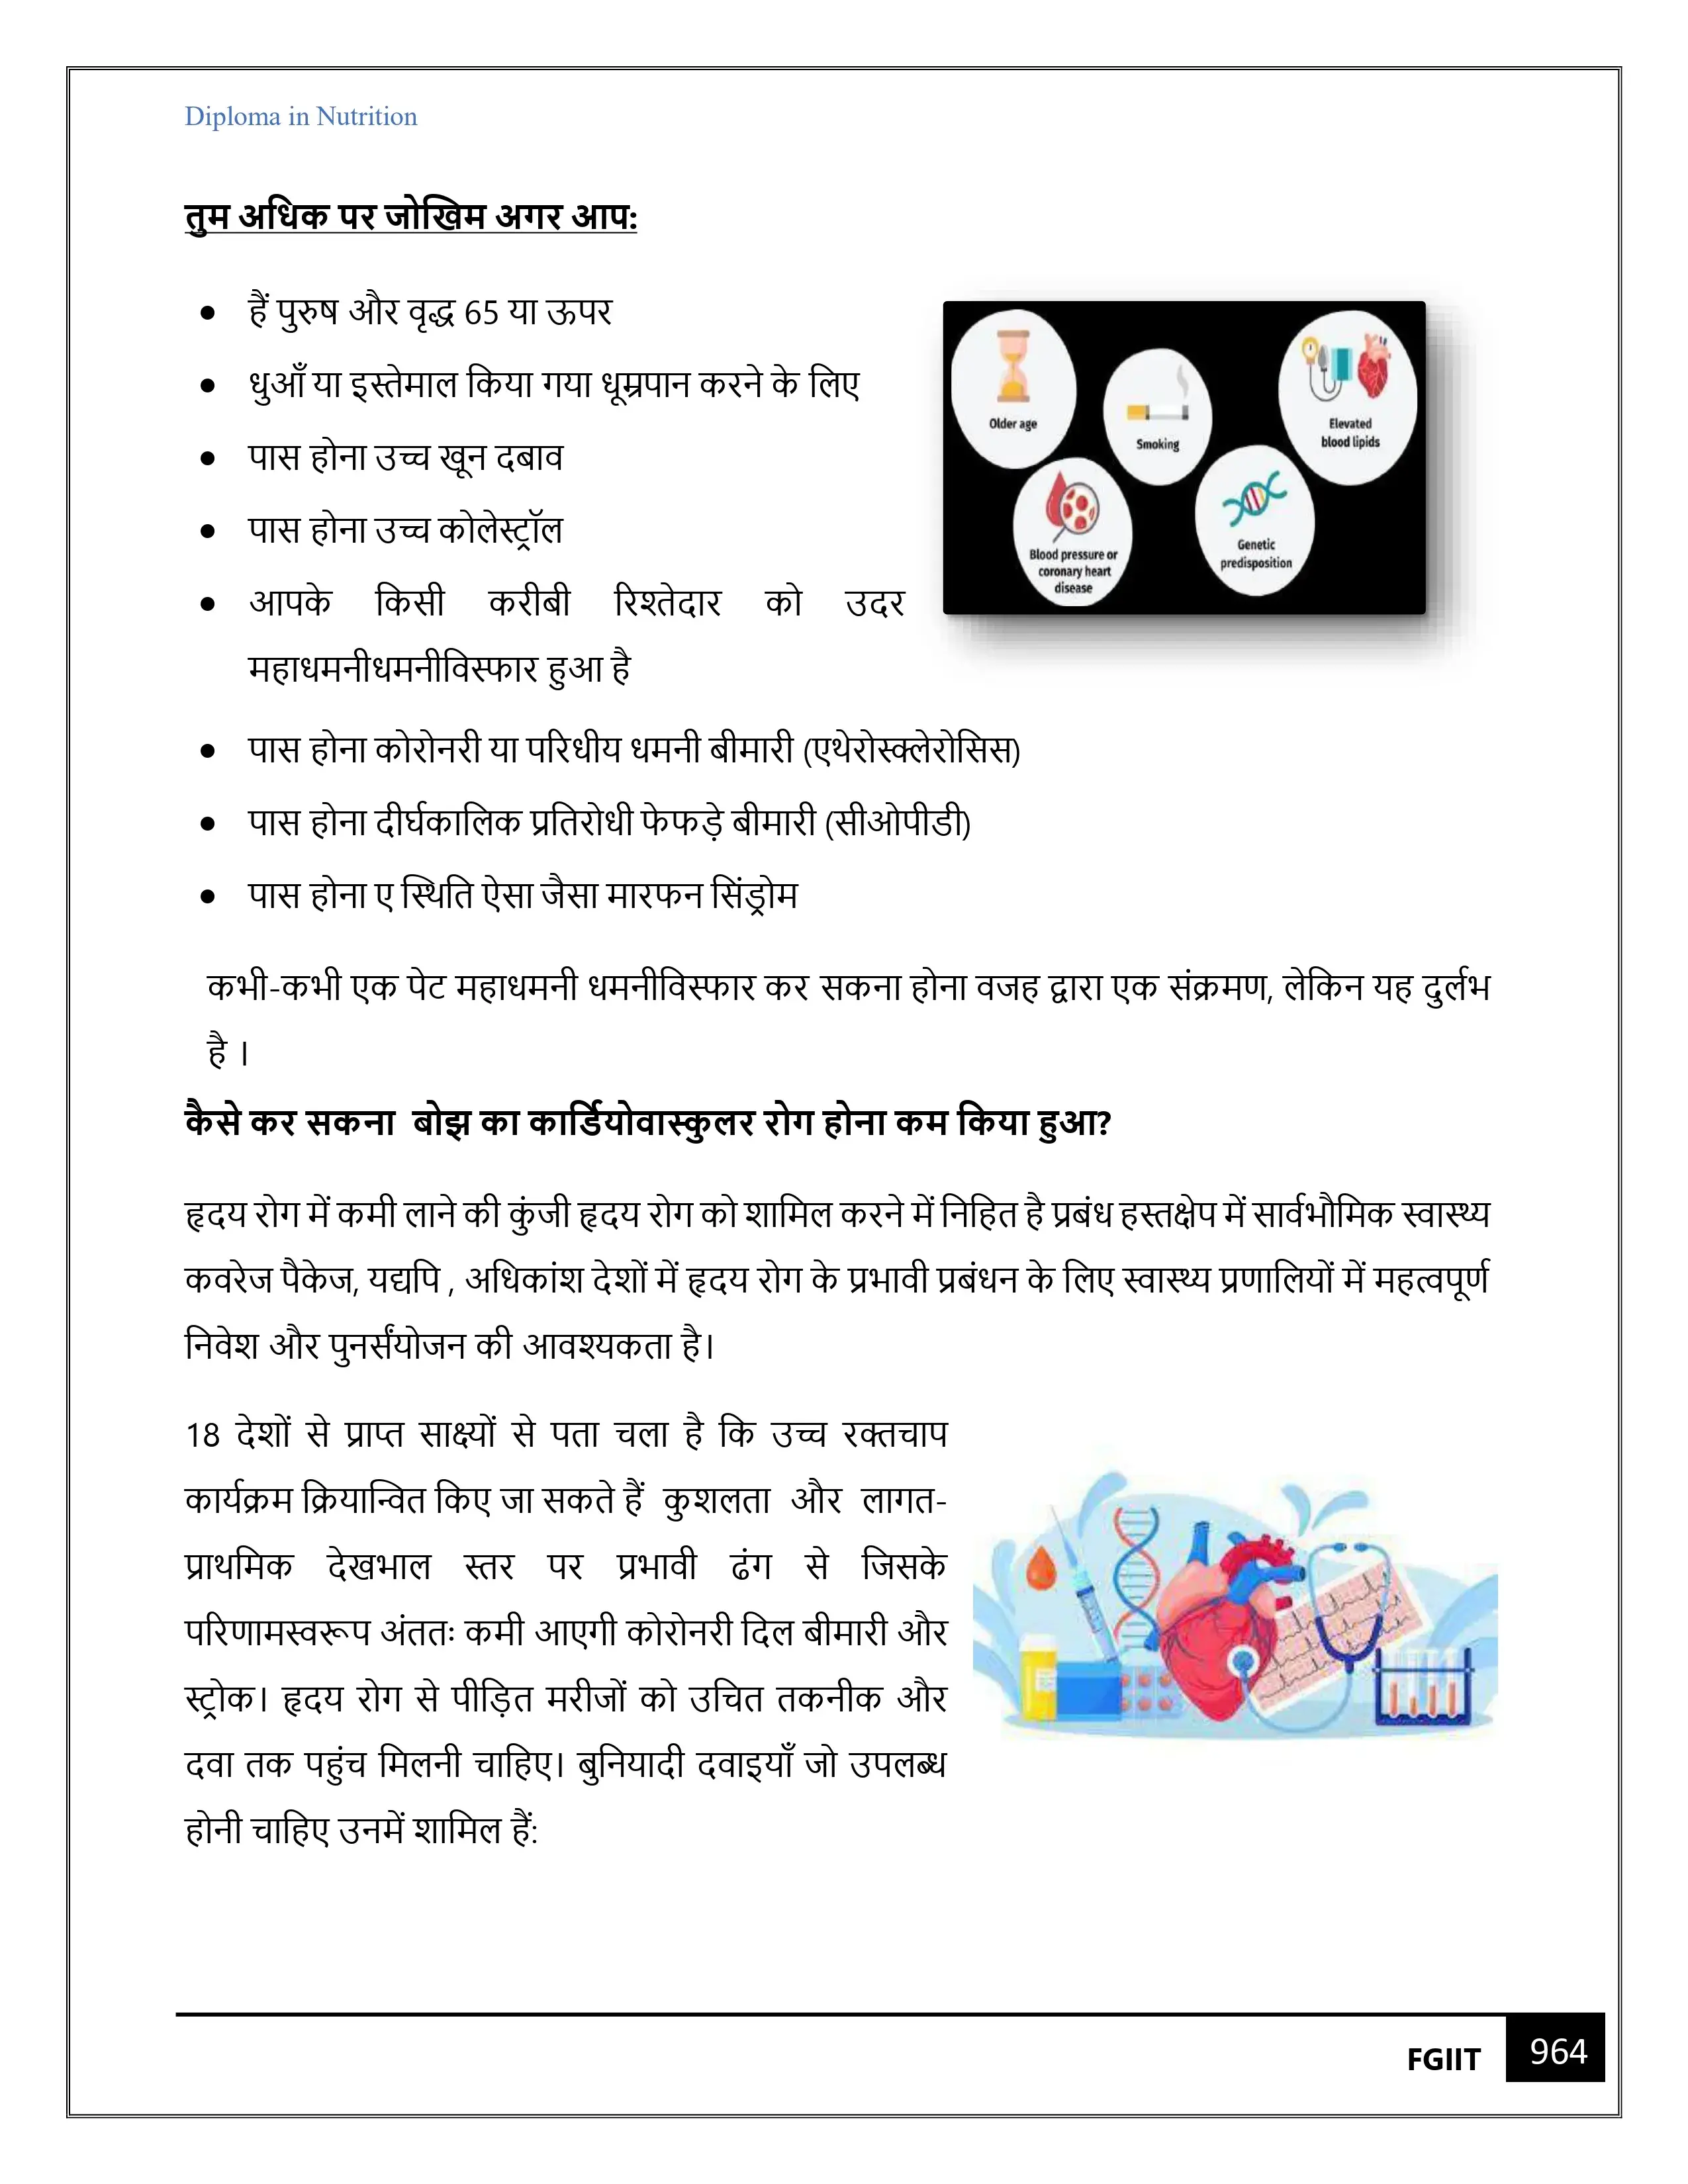 Diploma in Nutrition
तुम अधिक पर जोखिम अगर आप:
• हैं पुरुष और वृद्ध 65 या ऊपर
• धुआँ या इस्तेमाल किया गया धूम्रपान करने के लिए
• पास होना उच्च खून दबाव
• पास होना उच्च कोलेस्ट्रॉल
• आपके किसी करीबी रिश्तेदार को उदर
महाधमनीधमनीविस्फार हुआ है
Older age
Smoking
Elevated
blood lipids
Blood pressure or
coronary heart
disease
Genetic
predisposition
• पास होना कोरोनरी या परिधीय धमनी बीमारी (एथेरोस्क्लेरोसिस)
• पास होना दीर्घकालिक प्रतिरोधी फेफड़े बीमारी (सीओपीडी)
• पास होना ए स्थिति ऐसा जैसा मारफन सिंड्रोम
कभी-कभी एक पेट महाधमनी धमनीविस्फार कर सकना होना वजह द्वारा एक संक्रमण, लेकिन यह दुर्लभ
है ।
कैसे कर सकना बोझ का कार्डियोवास्कुलर रोग होना कम किया हुआ?
हृदय रोग में कमी लाने की कुंजी हृदय रोग को शामिल करने में निहित है प्रबंध हस्तक्षेप में सार्वभौमिक स्वास्थ्य
कवरेज पैकेज, यद्यपि , अधिकांश देशों में हृदय रोग के प्रभावी प्रबंधन के लिए स्वास्थ्य प्रणालियों में महत्वपूर्ण
निवेश और पुनर्संयोजन की आवश्यकता है।
18 देशों से प्राप्त साक्ष्यों से पता चला है कि उच्च रक्तचाप
कार्यक्रम क्रियान्वित किए जा सकते हैं कुशलता और लागत-
प्राथमिक देखभाल स्तर पर प्रभावी ढंग से जिसके
परिणामस्वरूप अंततः कमी आएगी कोरोनरी दिल बीमारी और
स्ट्रोक। हृदय रोग से पीड़ित मरीजों को उचित तकनीक और
दवा तक पहुंच मिलनी चाहिए। बुनियादी दवाइयाँ जो उपलब्ध
होनी चाहिए उनमें शामिल हैं:
FGIIT 964